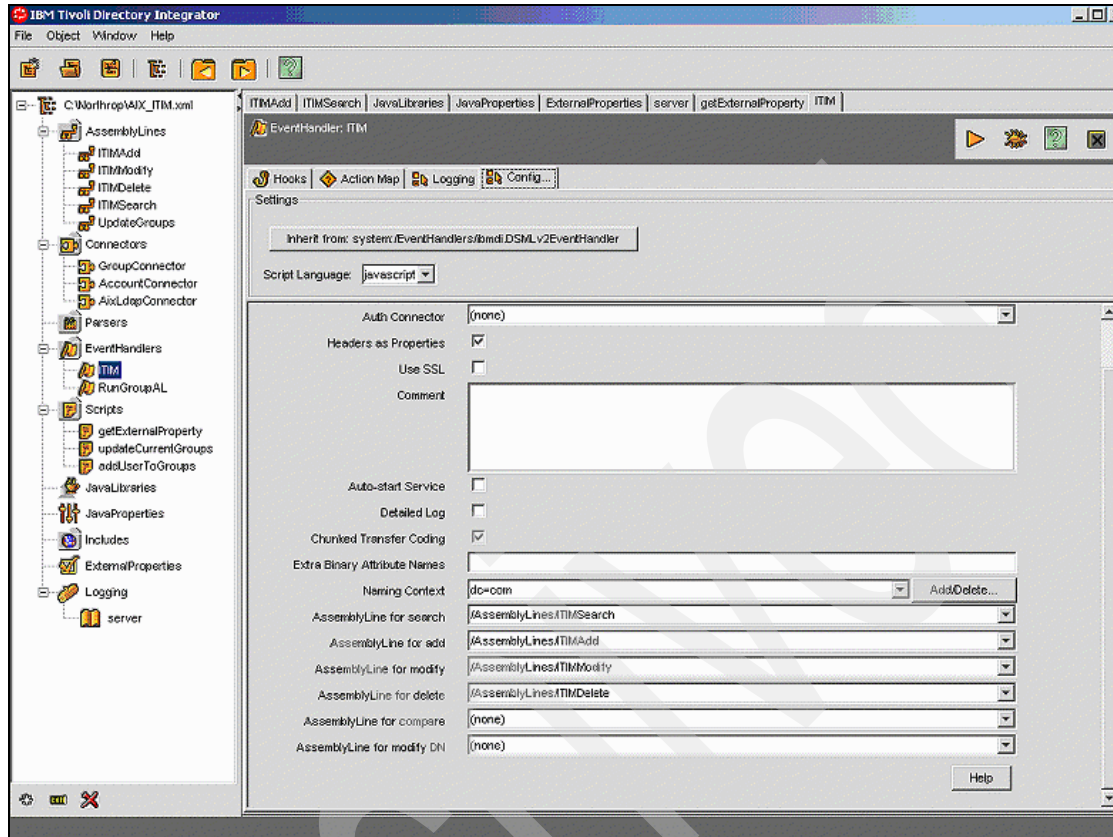 IBM Tivoli Directory Integrator
File Object Window Help
C:\Northrop\AIX_ITIM.xml
AssemblyLines
ITIMAdd
ITIMModify
ITIMDelete
ITIMSearch
UpdateGroups
Connectors
GroupConnector
AccountConnector
AixLdapConnector
Parsers
EventHandlers
ITIM
RunGroupAL
Scripts
getExternalProperty
updateCurrentGroups
addUserToGroups
JavaLibraries
JavaProperties
Includes
ExternalProperties
Logging
server
ITIMAdd ITIMSearch JavaLibraries JavaProperties ExternalProperties server getExternalProperty ITIM
EventHandler: ITIM
Hooks Action Map Logging Config...
Settings
Inherit from: system:/EventHandlers/ibmdi.DSMLv2EventHandler
Script Language: javascript
Auth Connector (none)
Headers as Properties
Use SSL
Comment
Auto-start Service
Detailed Log
Chunked Transfer Coding
Extra Binary Attribute Names
Naming Context dc=com Add/Delete...
AssemblyLine for search /AssemblyLines/ITIMSearch
AssemblyLine for add /AssemblyLines/ITIMAdd
AssemblyLine for modify /AssemblyLines/ITIMModify
AssemblyLine for delete /AssemblyLines/ITIMDelete
AssemblyLine for compare (none)
AssemblyLine for modify DN (none)
Help